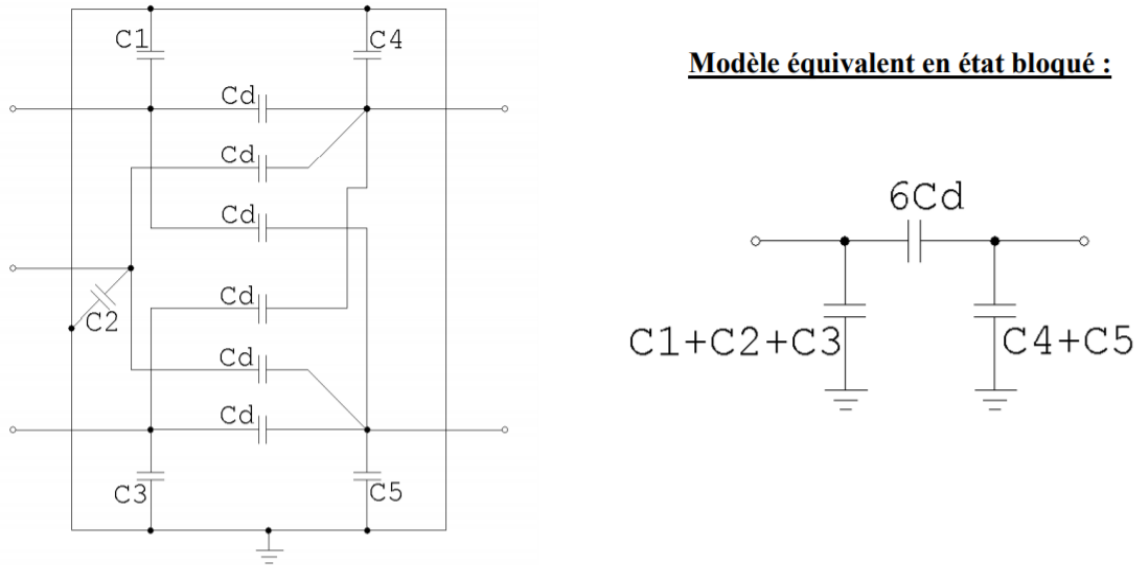 C1
C4
Cd
Cd
Cd
Cd
Cd
Cd
C2
C3
C5
Modèle équivalent en état bloqué :
6Cd
C1+C2+C3
C4+C5